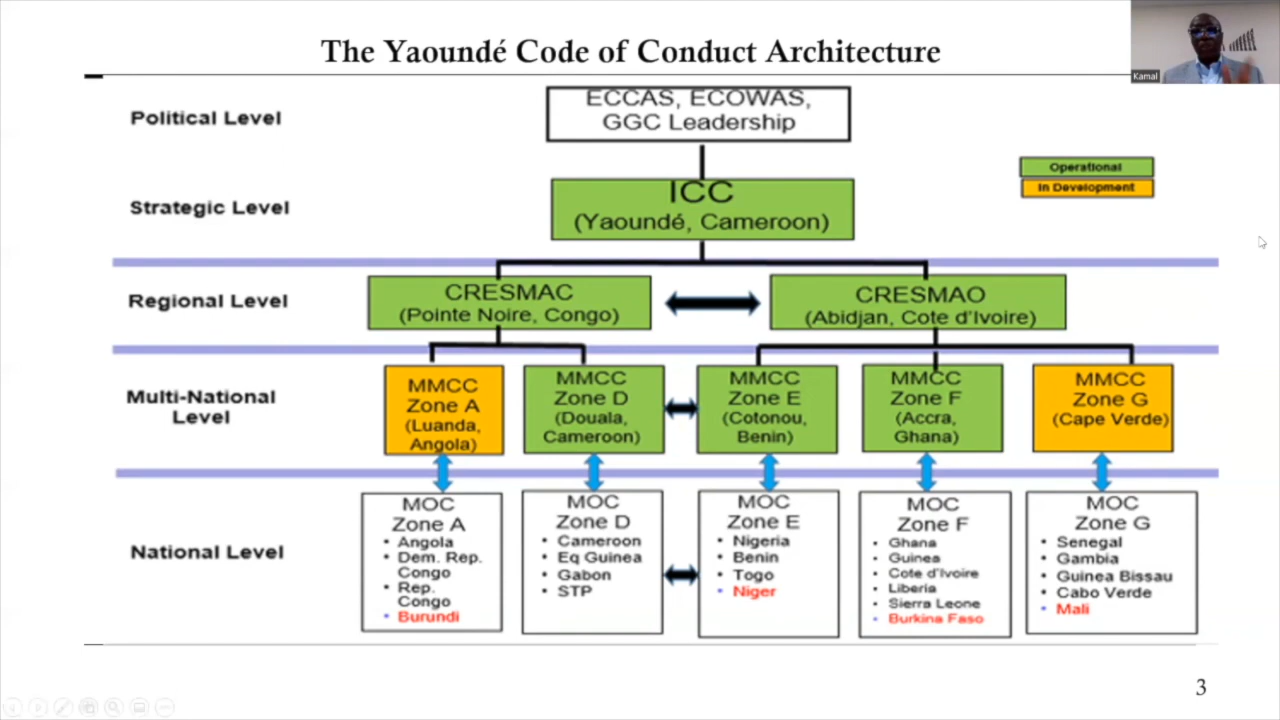 The Yaoundé Code of Conduct Architecture
Kamal
Political Level
ECCAS, ECOWAS,
GGC Leadership
Operational
In Development
Strategic Level
ICC
(Yaoundé, Cameroon)
Regional Level
CRESMAC
(Pointe Noire, Congo)
CRESMAO
(Abidjan, Cote d'Ivoire)
Multi-National
Level
MMCC
Zone A
(Luanda,
Angola)
MMCC
Zone D
(Douala,
Cameroon)
MMCC
Zone E
(Cotonou,
Benin)
MMCC
Zone F
(Accra,
Ghana)
MMCC
Zone G
(Cape Verde)
National Level
MOC
Zone A
• Angola
• Dem. Rep.
Congo
• Rep.
Congo
• Burundi
MOC
Zone D
• Cameroon
• Eq Guinea
• Gabon
• STP
MOC
Zone E
• Nigeria
• Benin
• Togo
• Niger
MOC
Zone F
• Ghana
• Guinea
• Cote d'Ivoire
• Liberia
• Sierra Leone
• Burkina Faso
MOC
Zone G
• Senegal
• Gambia
• Guinea Bissau
• Cabo Verde
• Mali
3